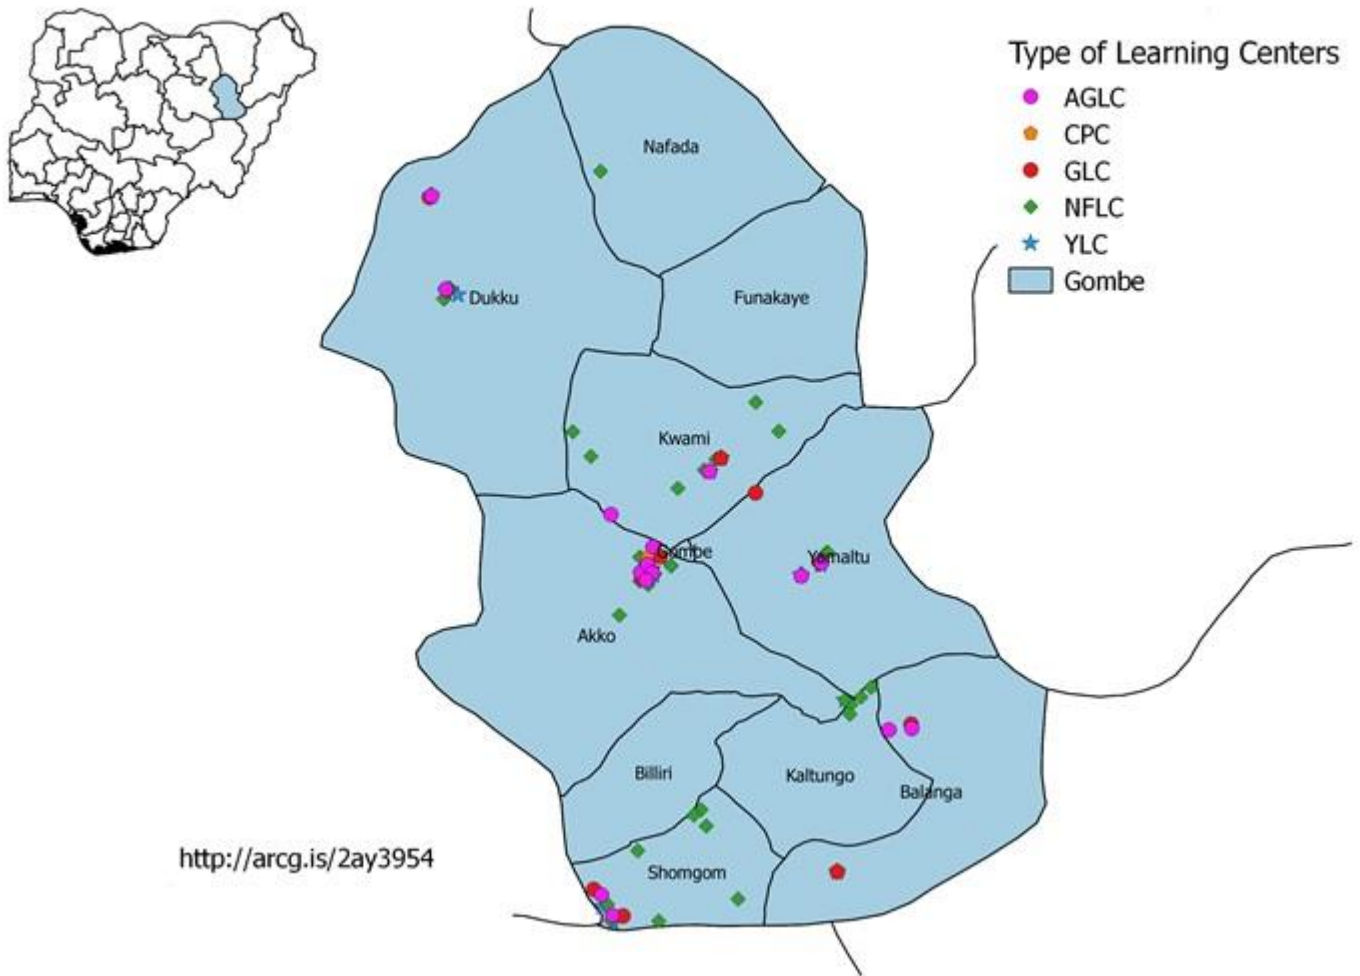 Type of Learning Centers
AGLC
CPC
GLC
NFLC
YLC
Gombe
Nafada
Dukku
Funakaye
Kwami
Gombe
Yamaltu
Akko
Billiri
Kaltungo
Balanga
http://arcg.is/2ay3954
Shomgom